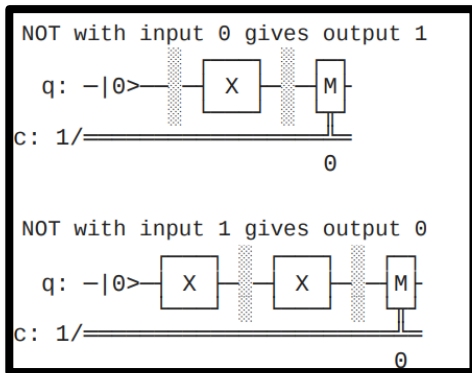 NOT with input 0 gives output 1
q: —|0>— X — M
c: 1/
0
NOT with input 1 gives output 0
q: —|0>— X — X — M
c: 1/
0